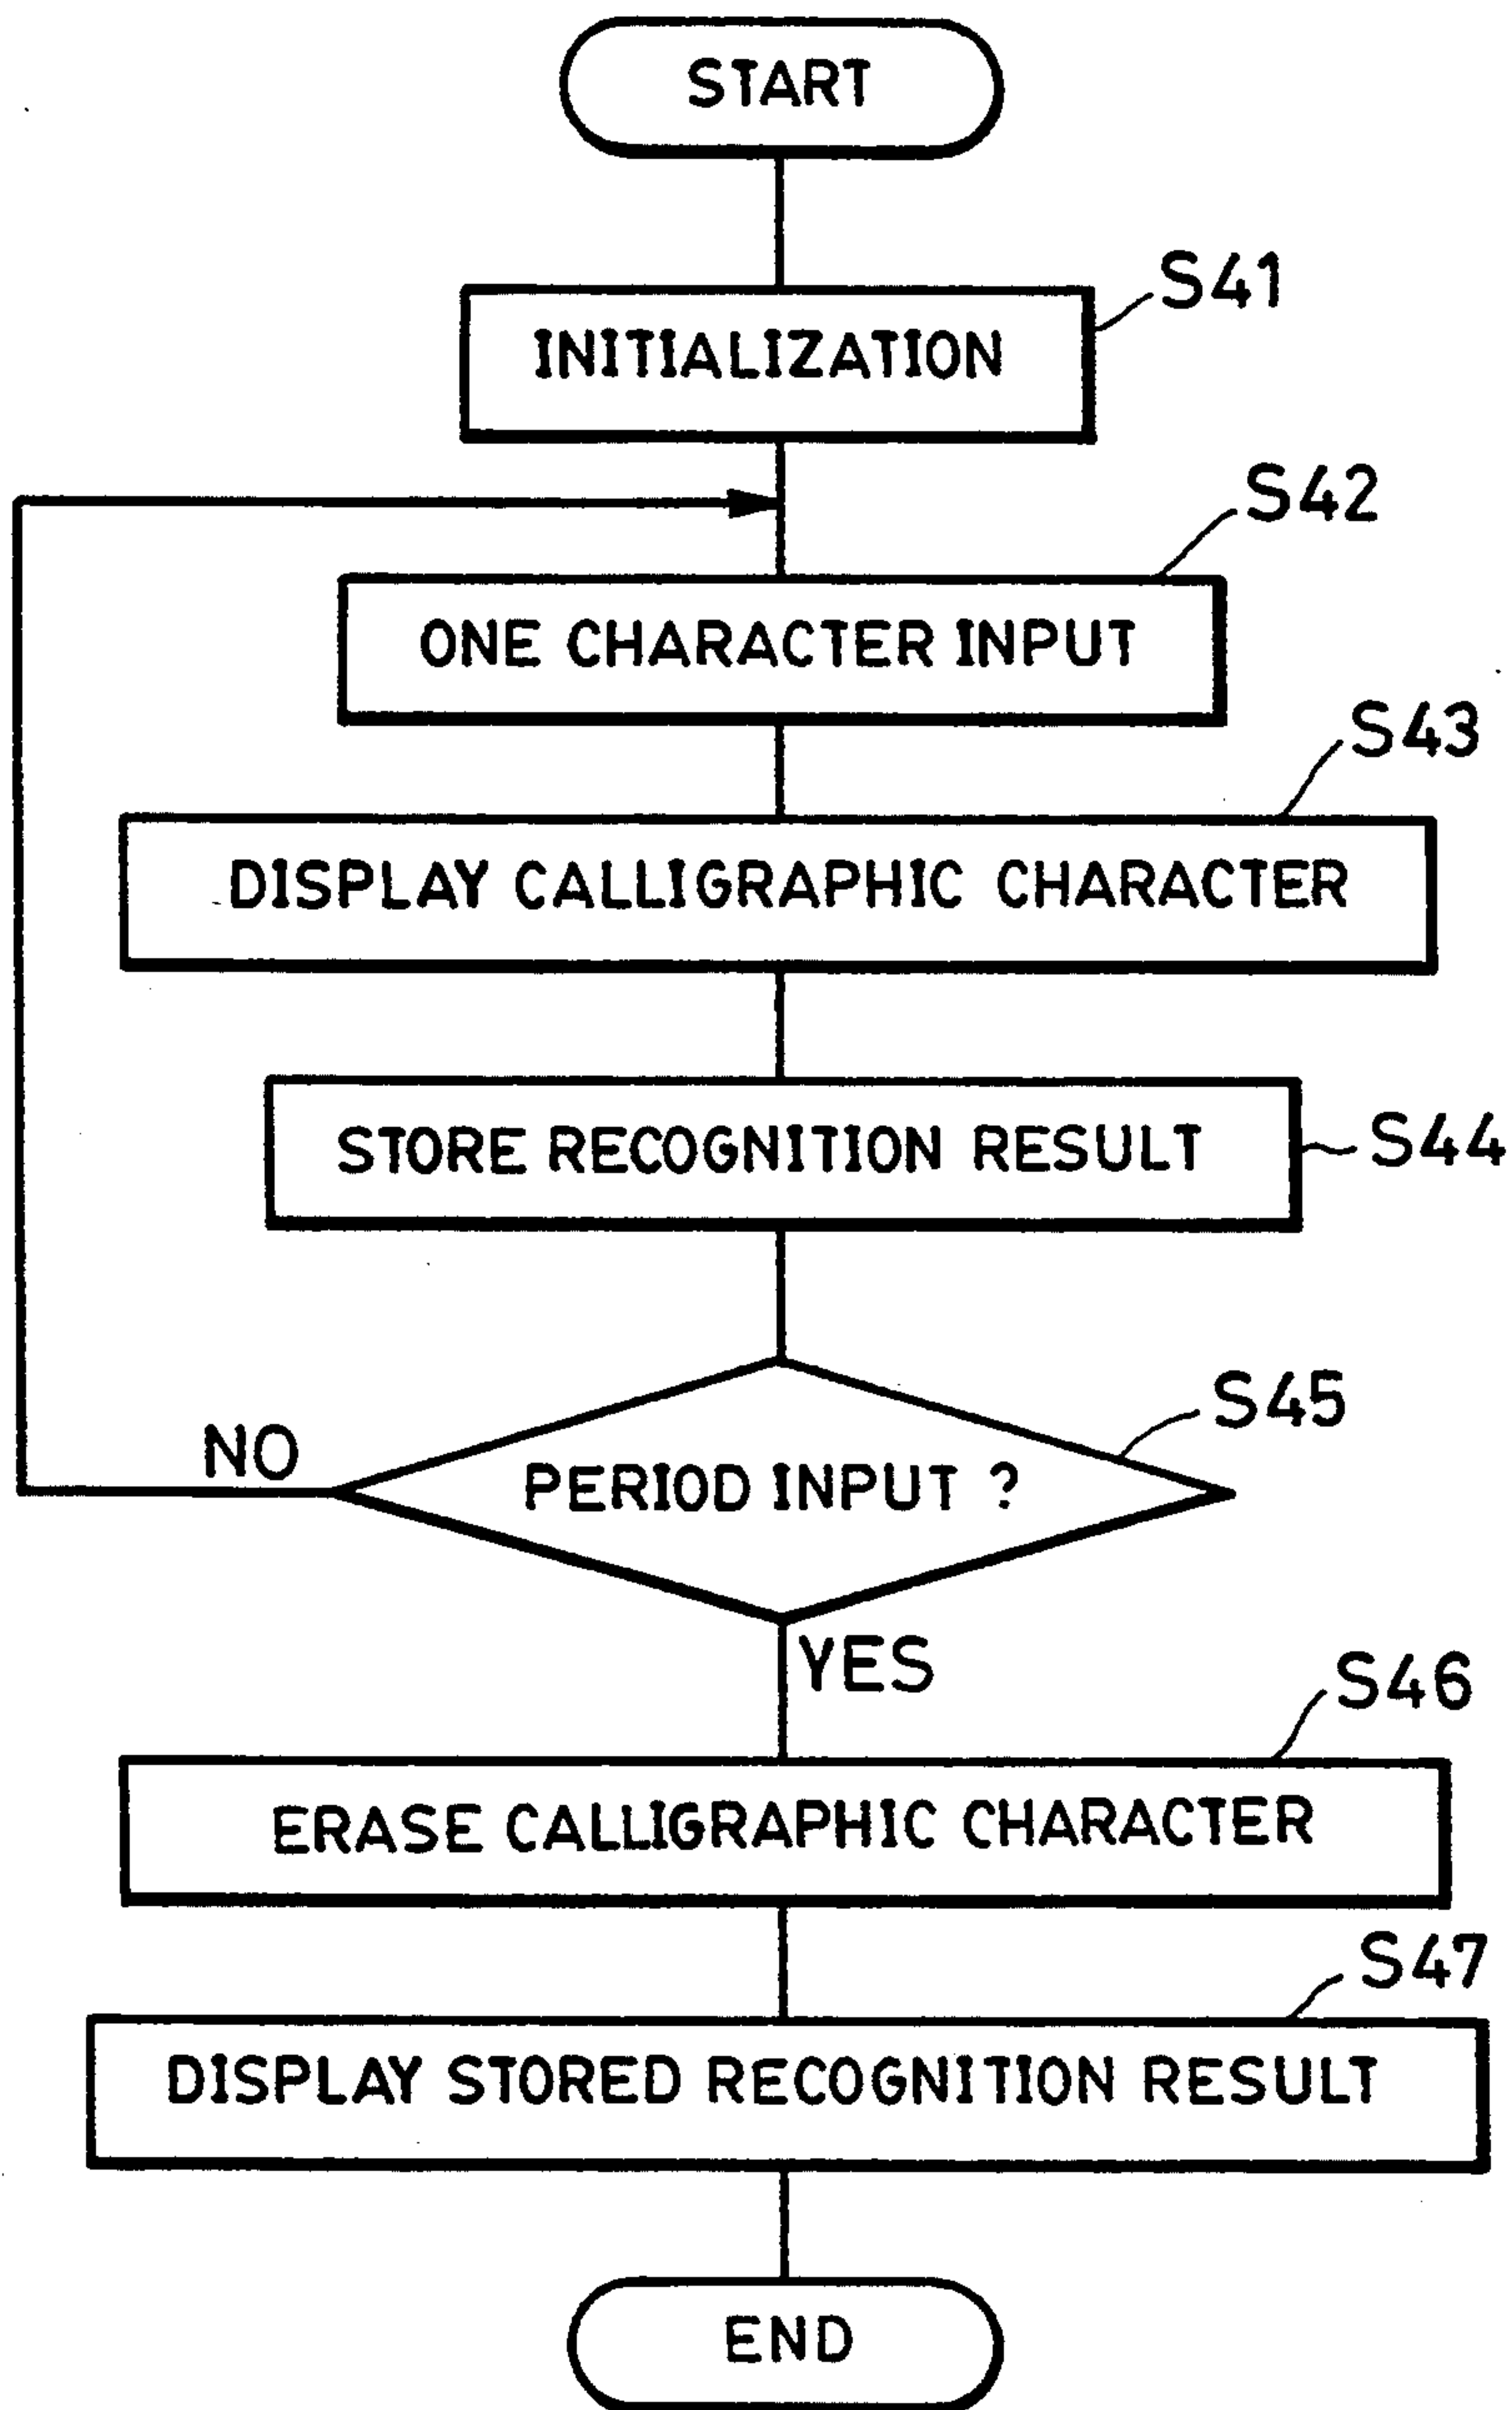 START
S41
INITIALIZATION
S42
ONE CHARACTER INPUT
S43
DISPLAY CALLIGRAPHIC CHARACTER
STORE RECOGNITION RESULT
S44
S45
NO
PERIOD INPUT ?
YES
S46
ERASE CALLIGRAPHIC CHARACTER
S47
DISPLAY STORED RECOGNITION RESULT
END